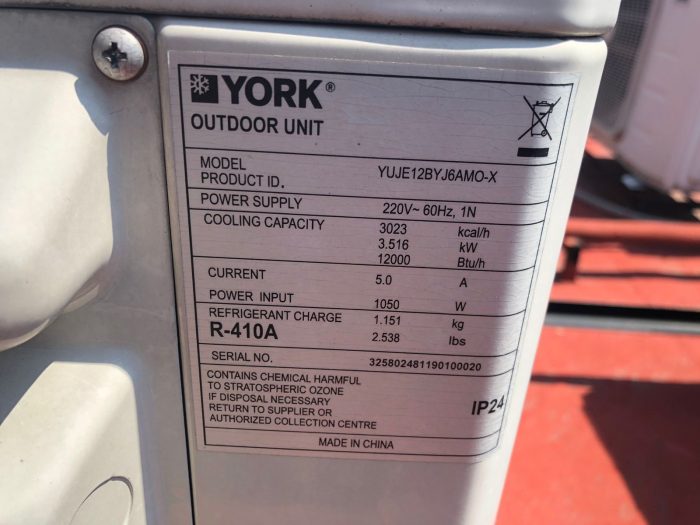 YORK®
OUTDOOR UNIT
MODEL YUJE12BYJ6AMO-X
PRODUCT ID.
POWER SUPPLY 220V~ 60Hz, 1N
COOLING CAPACITY 3023 kcal/h
3.516 kW
12000 Btu/h
CURRENT 5.0 A
POWER INPUT 1050 W
REFRIGERANT CHARGE 1.151 kg
R-410A 2.538 lbs
SERIAL NO. 325802481190100020
CONTAINS CHEMICAL HARMFUL
TO STRATOSPHERIC OZONE
IF DISPOSAL NECESSARY
RETURN TO SUPPLIER OR
AUTHORIZED COLLECTION CENTRE
IP24
MADE IN CHINA